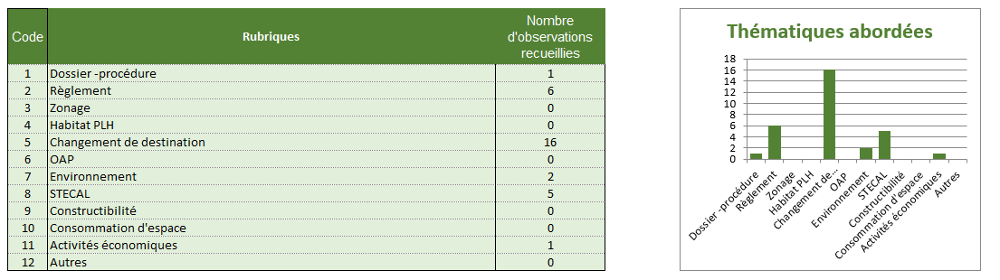 Code Rubriques Nombre d'observations recueillies
1 Dossier -procédure 1
2 Règlement 6
3 Zonage 0
4 Habitat PLH 0
5 Changement de destination 16
6 OAP 0
7 Environnement 2
8 STECAL 5
9 Constructibilité 0
10 Consommation d'espace 0
11 Activités économiques 1
12 Autres 0
Thématiques abordées
18
16
14
12
10
8
6
4
2
0
Dossier -procédure
Règlement
Zonage
Habitat PLH
Changement de...
OAP
Environnement
STECAL
Constructibilité
Consommation d'espace
Activités économiques
Autres